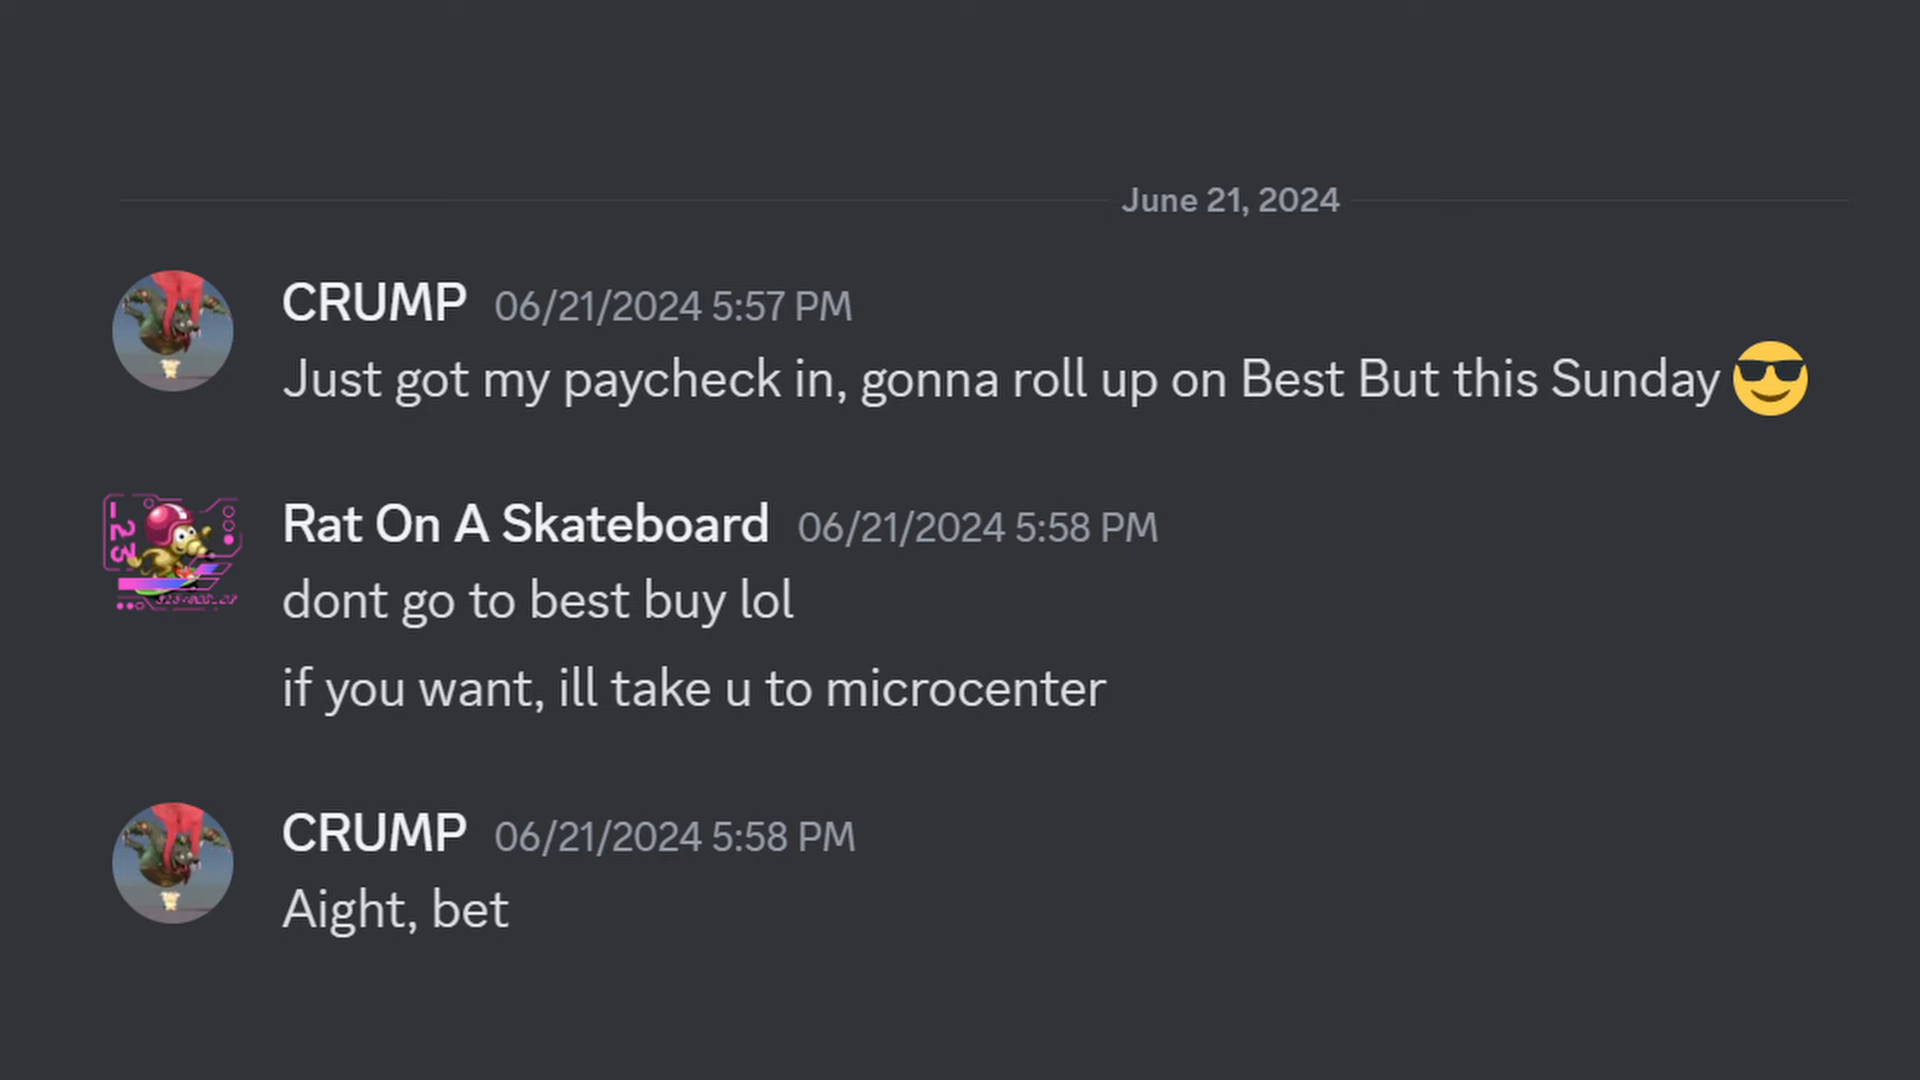 June 21, 2024
CRUMP 06/21/2024 5:57 PM
Just got my paycheck in, gonna roll up on Best But this Sunday 😎
Rat On A Skateboard 06/21/2024 5:58 PM
dont go to best buy lol
if you want, ill take u to microcenter
CRUMP 06/21/2024 5:58 PM
Aight, bet